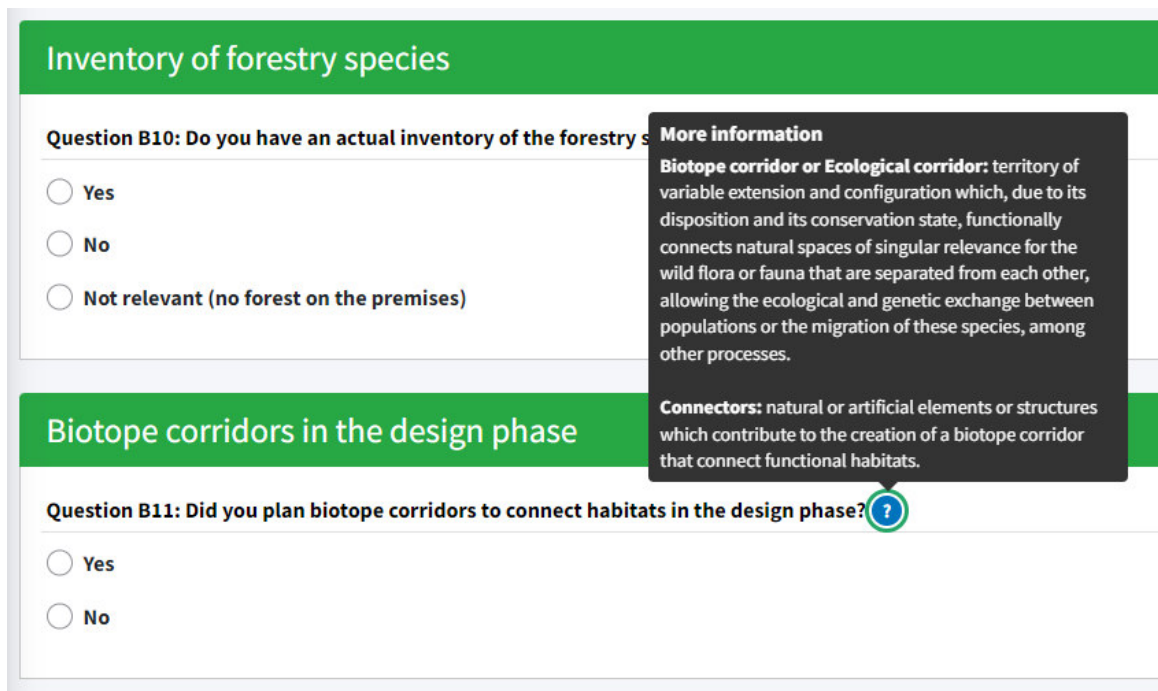 Inventory of forestry species
Question B10: Do you have an actual inventory of the forestry
Yes
No
Not relevant (no forest on the premises)
More information
Biotope corridor or Ecological corridor: territory of
variable extension and configuration which, due to its
disposition and its conservation state, functionally
connects natural spaces of singular relevance for the
wild flora or fauna that are separated from each other,
allowing the ecological and genetic exchange between
populations or the migration of these species, among
other processes.
Connectors: natural or artificial elements or structures
which contribute to the creation of a biotope corridor
that connect functional habitats.
Biotope corridors in the design phase
Question B11: Did you plan biotope corridors to connect habitats in the design phase? ?
Yes
No